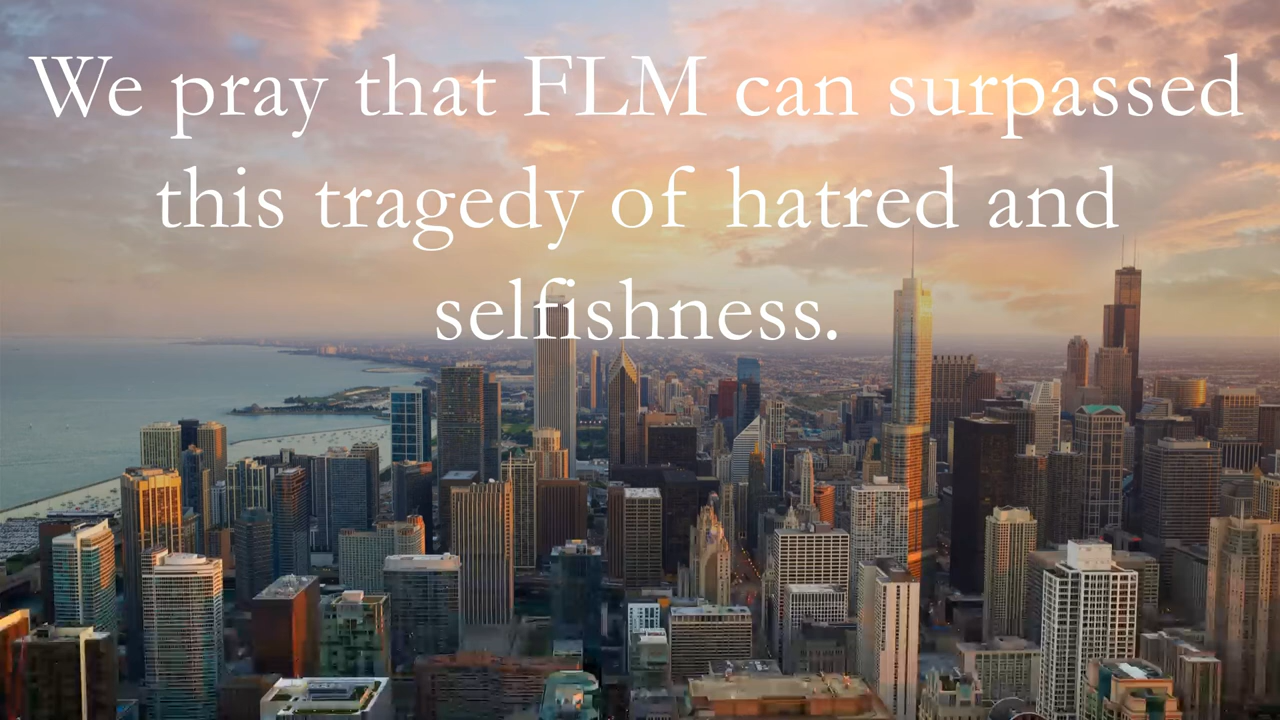 We pray that FLM can surpassed
this tragedy of hatred and
selfishness.